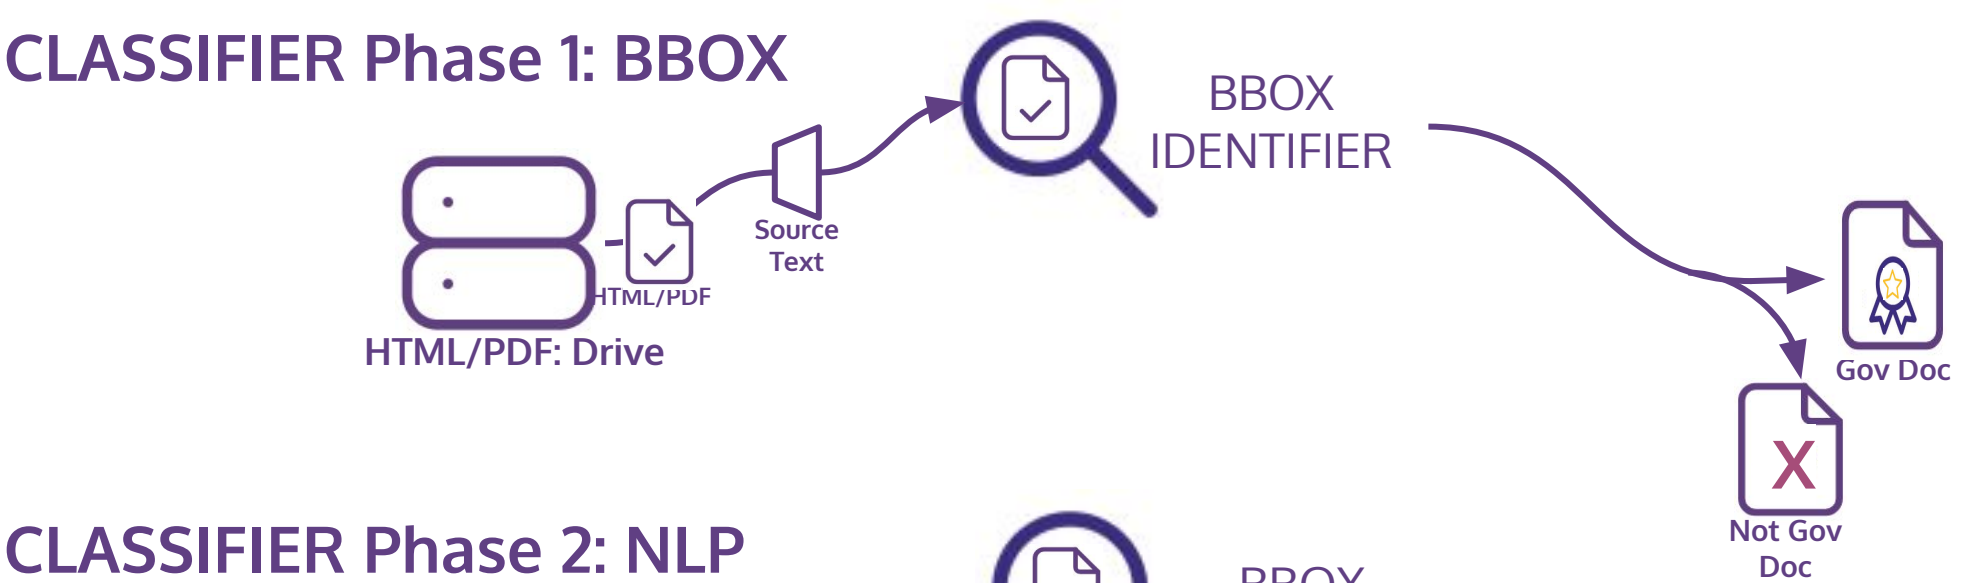 CLASSIFIER Phase 1: BBOX
BBOX
IDENTIFIER
Source
Text
HTML/PDF
HTML/PDF: Drive
Gov Doc
X
Not Gov
Doc
CLASSIFIER Phase 2: NLP
BBOX